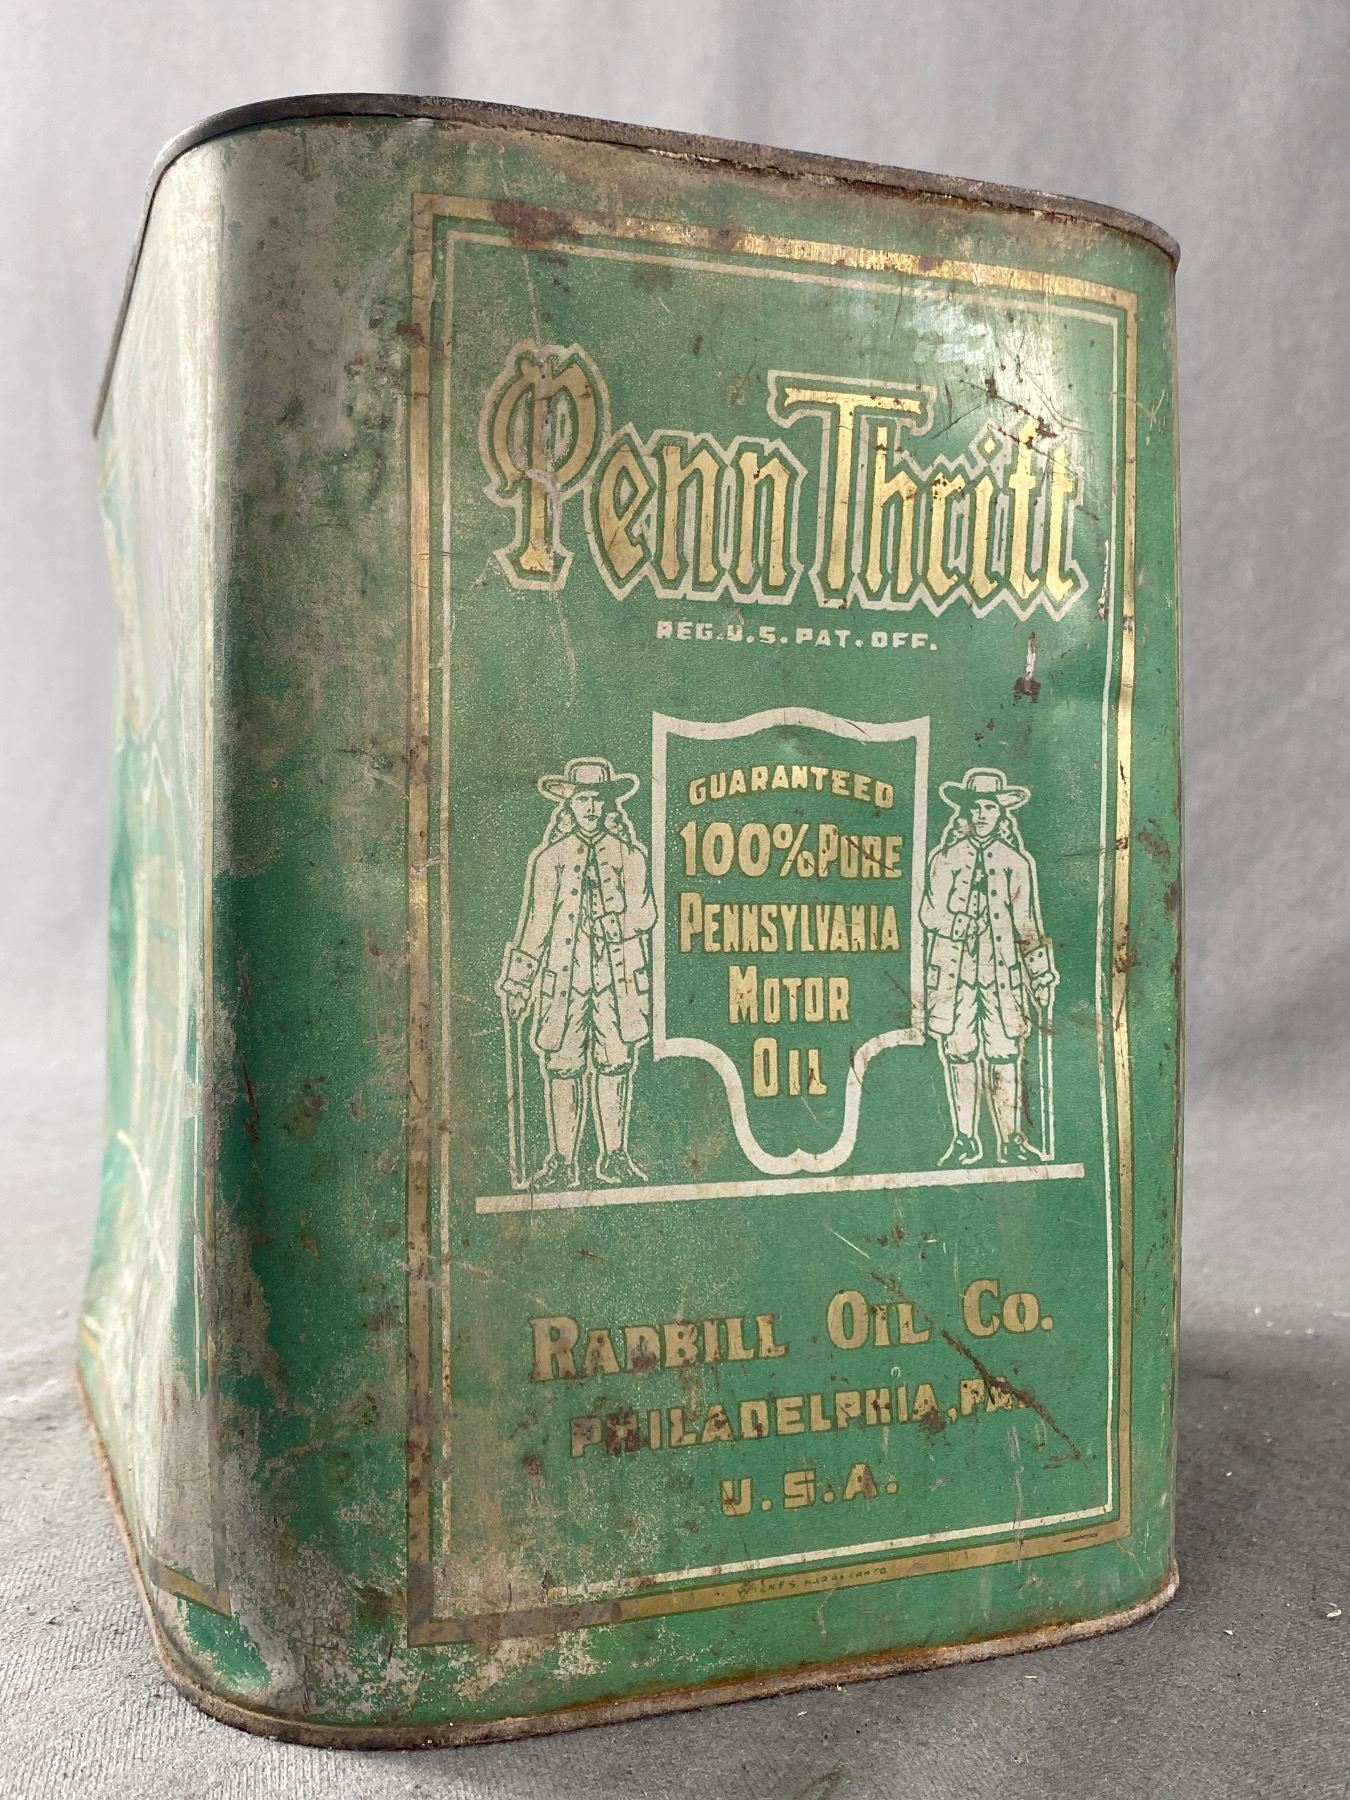 Penn Thrift
REG. U.S. PAT. OFF.
GUARANTEED
100% PURE
PENNSYLVANIA
MOTOR
OIL
RADBILL OIL CO.
PHILADELPHIA, PA.
U.S.A.